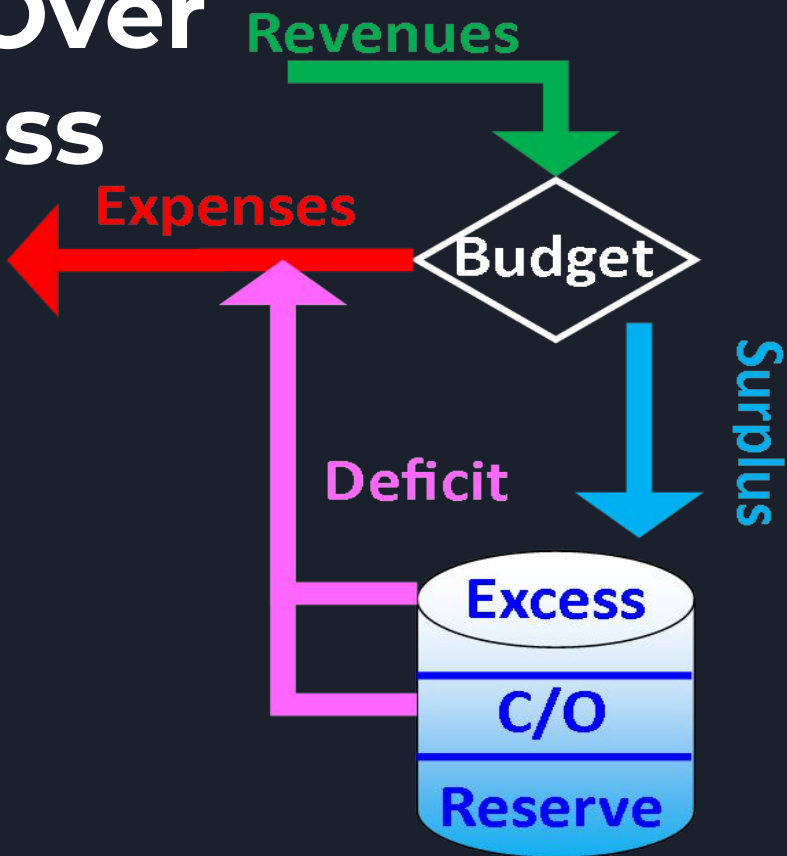 Over
ss
Revenues
Expenses
Budget
Surplus
Deficit
Excess
C/O
Reserve